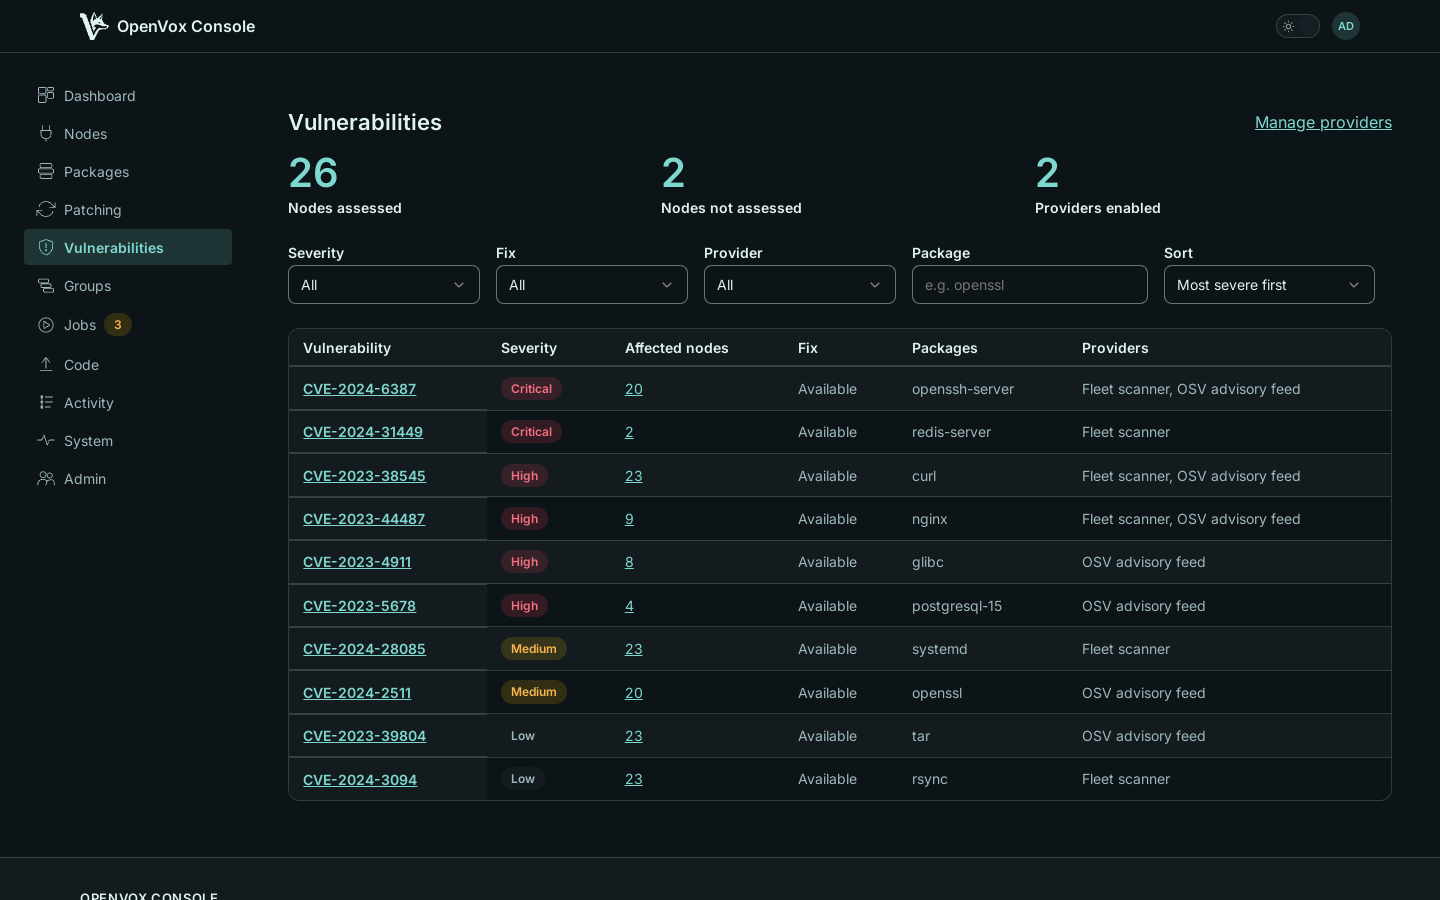 OpenVox Console
AD
Dashboard
Nodes
Packages
Patching
Vulnerabilities
Groups
Jobs 3
Code
Activity
System
Admin
Vulnerabilities
Manage providers
26 2 2
Nodes assessed Nodes not assessed Providers enabled
Severity Fix Provider Package Sort
All All All e.g. openssl Most severe first
Vulnerability Severity Affected nodes Fix Packages Providers
CVE-2024-6387 Critical 20 Available openssh-server Fleet scanner, OSV advisory feed
CVE-2024-31449 Critical 2 Available redis-server Fleet scanner
CVE-2023-38545 High 23 Available curl Fleet scanner, OSV advisory feed
CVE-2023-44487 High 9 Available nginx Fleet scanner, OSV advisory feed
CVE-2023-4911 High 8 Available glibc OSV advisory feed
CVE-2023-5678 High 4 Available postgresql-15 OSV advisory feed
CVE-2024-28085 Medium 23 Available systemd Fleet scanner
CVE-2024-2511 Medium 20 Available openssl OSV advisory feed
CVE-2023-39804 Low 23 Available tar OSV advisory feed
CVE-2024-3094 Low 23 Available rsync Fleet scanner
OPENVOX CONSOLE